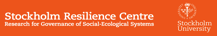 Stockholm Resilience Centre
Research for Governance of Social-Ecological Systems
Stockholm
University